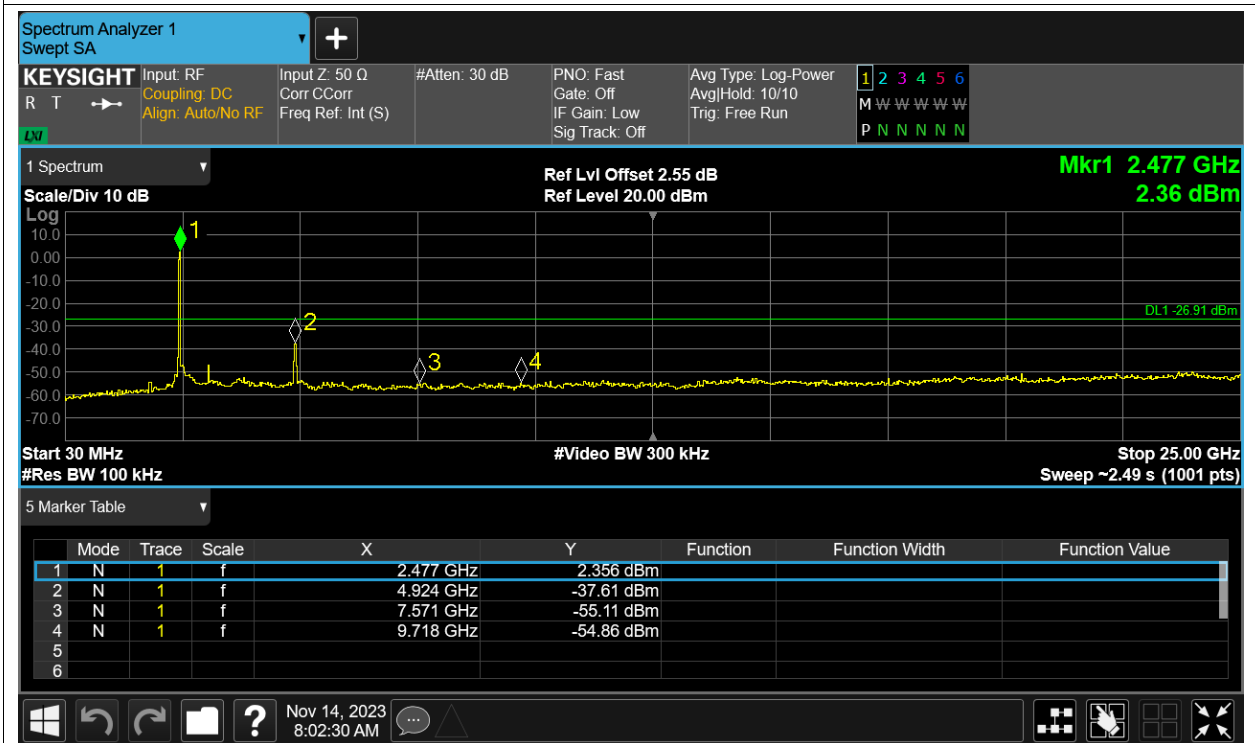 Spectrum Analyzer 1
Swept SA
KEYSIGHT
R T
LXI
Input: RF
Coupling: DC
Align: Auto/No RF
Input Z: 50 Ω
Corr CCorr
Freq Ref: Int (S)
#Atten: 30 dB
PNO: Fast
Gate: Off
IF Gain: Low
Sig Track: Off
Avg Type: Log-Power
Avg|Hold: 10/10
Trig: Free Run
1 2 3 4 5 6
M W W W W W
P N N N N N
1 Spectrum
Scale/Div 10 dB
Ref Lvl Offset 2.55 dB
Ref Level 20.00 dBm
Mkr1 2.477 GHz
2.36 dBm
Log
10.0
0.00
-10.0
-20.0
-30.0
-40.0
-50.0
-60.0
-70.0
1
2
3
4
DL1 -26.91 dBm
Start 30 MHz
#Video BW 300 kHz
Stop 25.00 GHz
#Res BW 100 kHz
Sweep ~2.49 s (1001 pts)
5 Marker Table
Mode Trace Scale X Y Function Function Width Function Value
1 N 1 f 2.477 GHz 2.356 dBm
2 N 1 f 4.924 GHz -37.61 dBm
3 N 1 f 7.571 GHz -55.11 dBm
4 N 1 f 9.718 GHz -54.86 dBm
5
6
?
Nov 14, 2023
8:02:30 AM